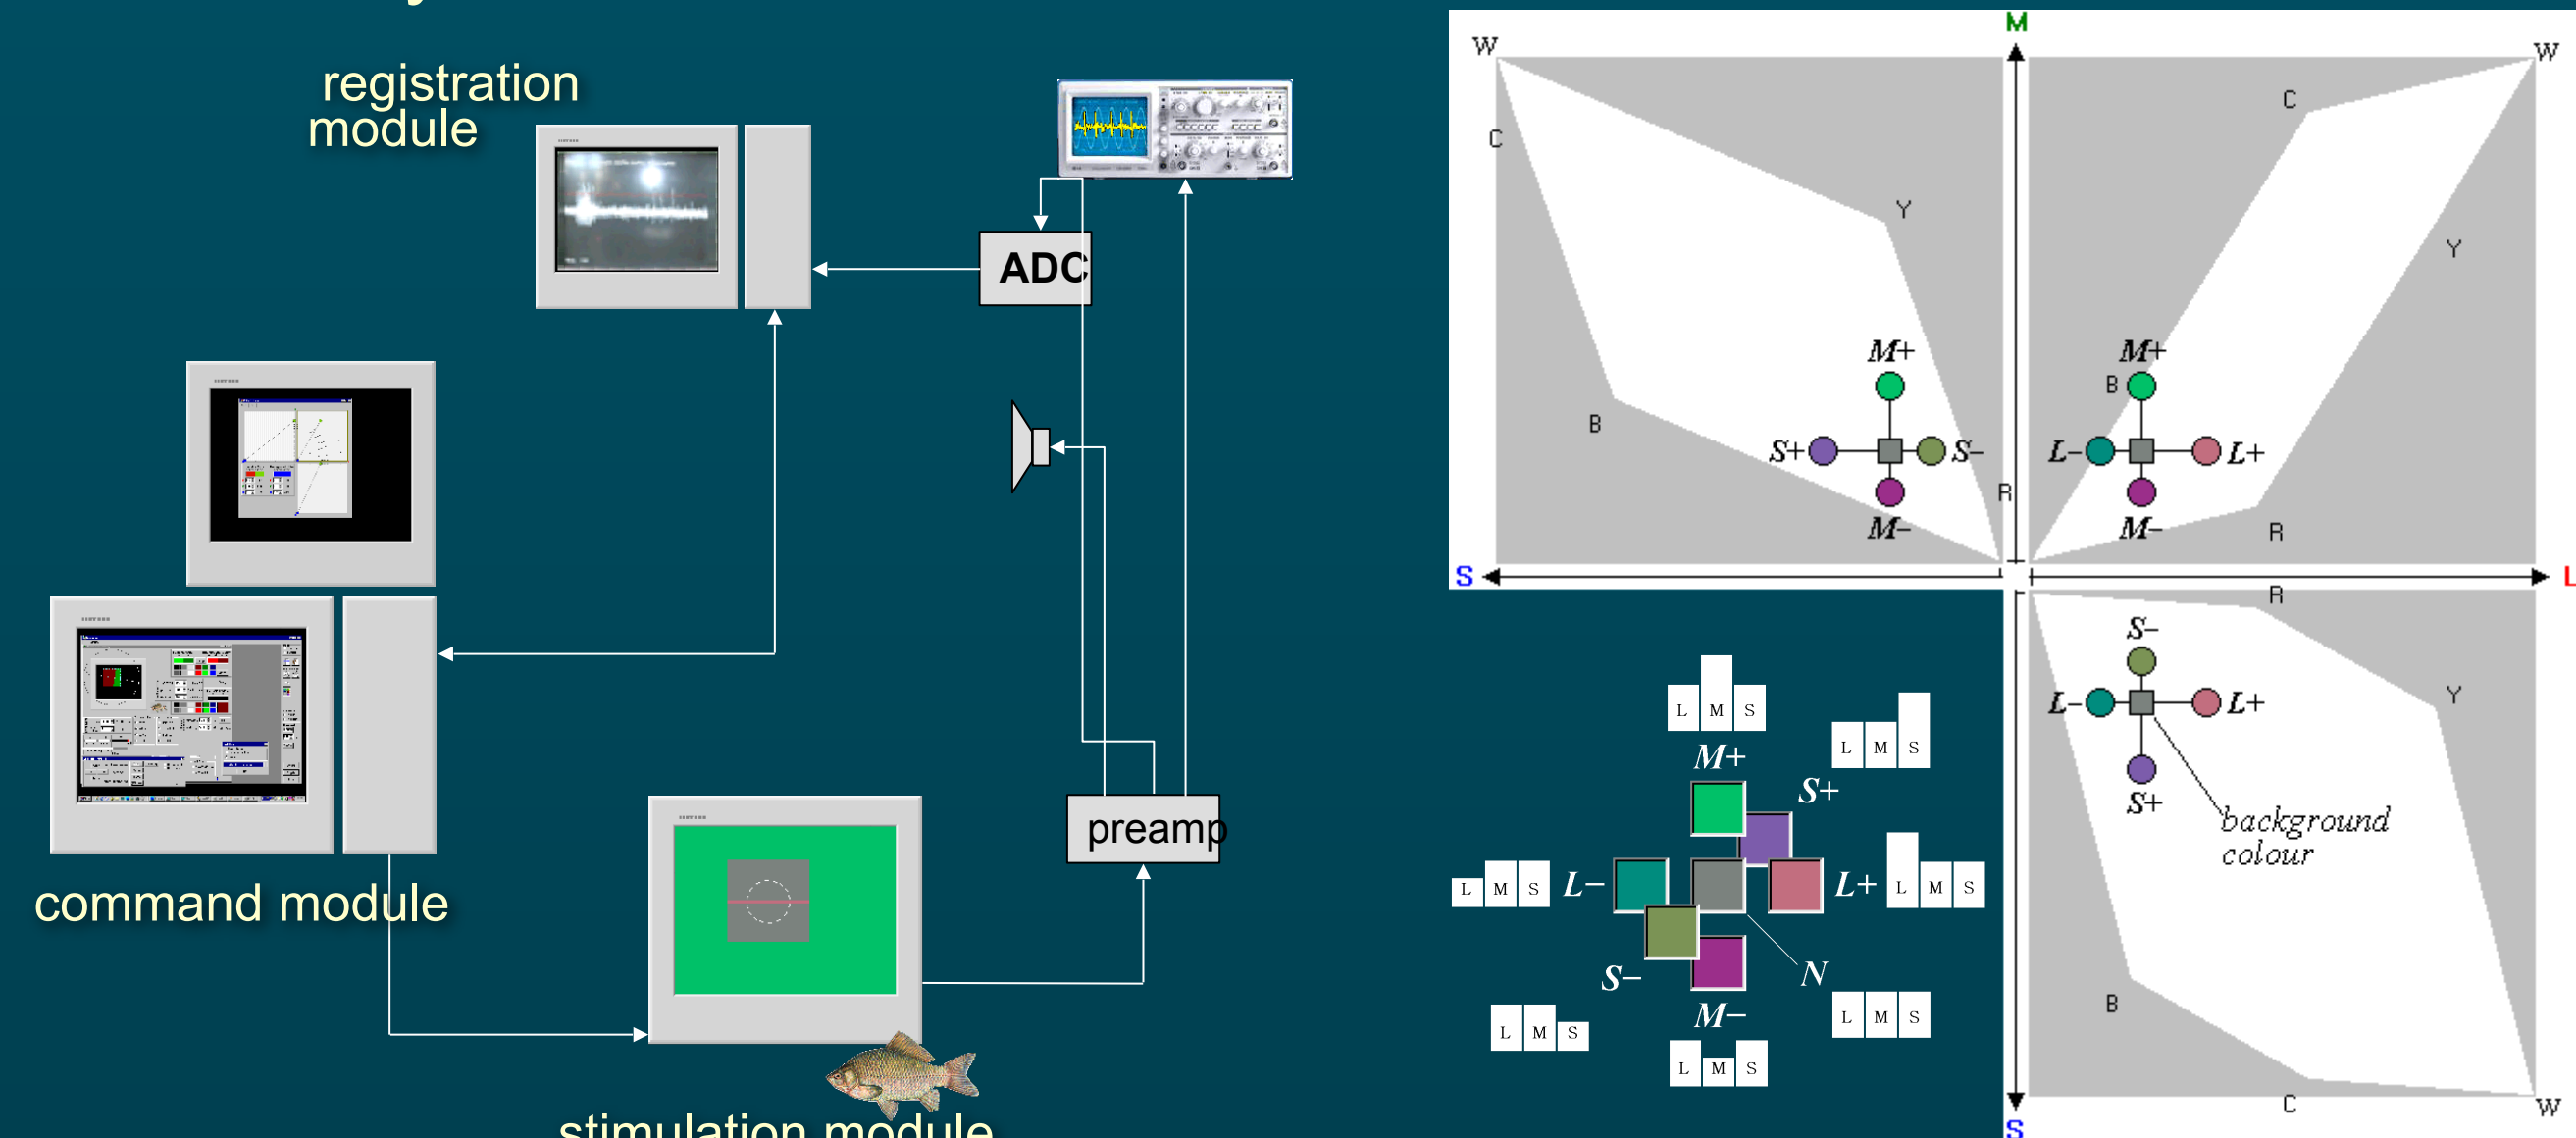 registration
module
ADC
preamp
command module
stimulation module
M
W
W
C
Y
B
R
M+
S+
S-
M-
C
Y
B
R
M+
L-
L+
M-
S
L
R
S-
L-
L+
S+
Y
B
C
W
background
colour
S
L M S
M+
L M S
S+
L M S
L-
L+
L M S
S-
N
L M S
M-
L M S
L M S